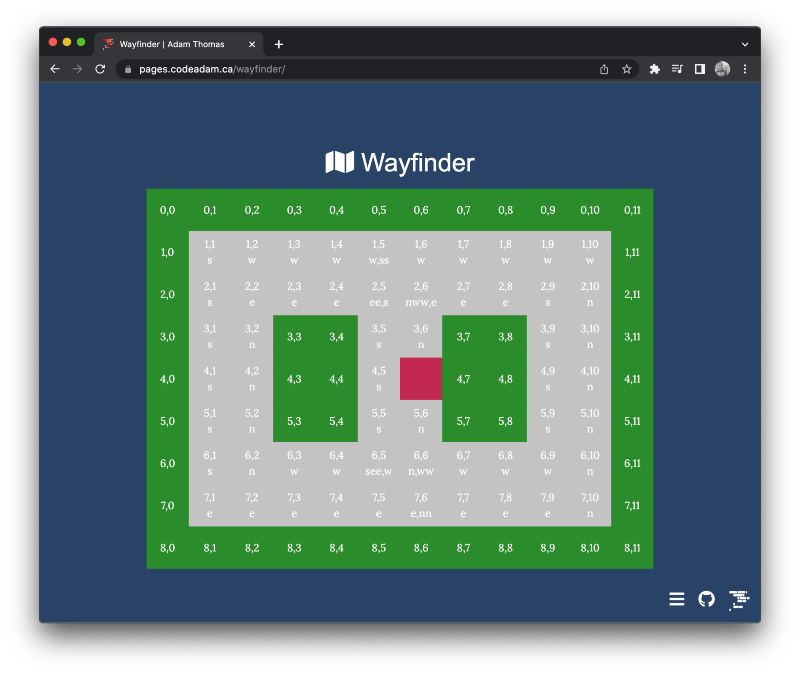 Wayfinder | Adam Thomas
pages.codeadam.ca/wayfinder/
Wayfinder
0,0 0,1 0,2 0,3 0,4 0,5 0,6 0,7 0,8 0,9 0,10 0,11
1,0 1,1 1,2 1,3 1,4 1,5 1,6 1,7 1,8 1,9 1,10 1,11
s w w w w,ss w w w w w
2,0 2,1 2,2 2,3 2,4 2,5 2,6 2,7 2,8 2,9 2,10 2,11
s e e e ee,s nww,e e e s n
3,0 3,1 3,2 3,3 3,4 3,5 3,6 3,7 3,8 3,9 3,10 3,11
s n s n s n
4,0 4,1 4,2 4,3 4,4 4,5 4,7 4,8 4,9 4,10 4,11
s n s s n
5,0 5,1 5,2 5,3 5,4 5,5 5,6 5,7 5,8 5,9 5,10 5,11
s n s n s n
6,0 6,1 6,2 6,3 6,4 6,5 6,6 6,7 6,8 6,9 6,10 6,11
s n w w see,w n,ww w w w n
7,0 7,1 7,2 7,3 7,4 7,5 7,6 7,7 7,8 7,9 7,10 7,11
e e e e e e,nn e e e n
8,0 8,1 8,2 8,3 8,4 8,5 8,6 8,7 8,8 8,9 8,10 8,11